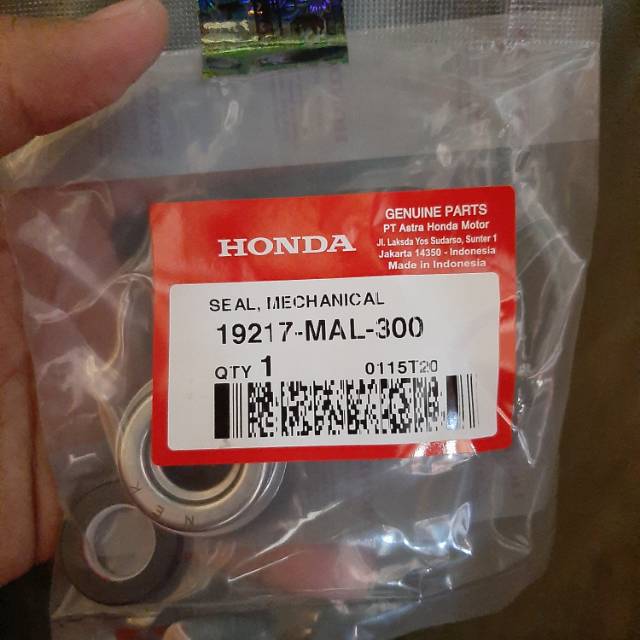 HONDA
GENUINE PARTS
PT Astra Honda Motor
Jl. Laksda Yos Sudarso, Sunter 1
Jakarta 14350 - Indonesia
Made in Indonesia
SEAL, MECHANICAL
19217-MAL-300
QTY 1 0115T20
N E K